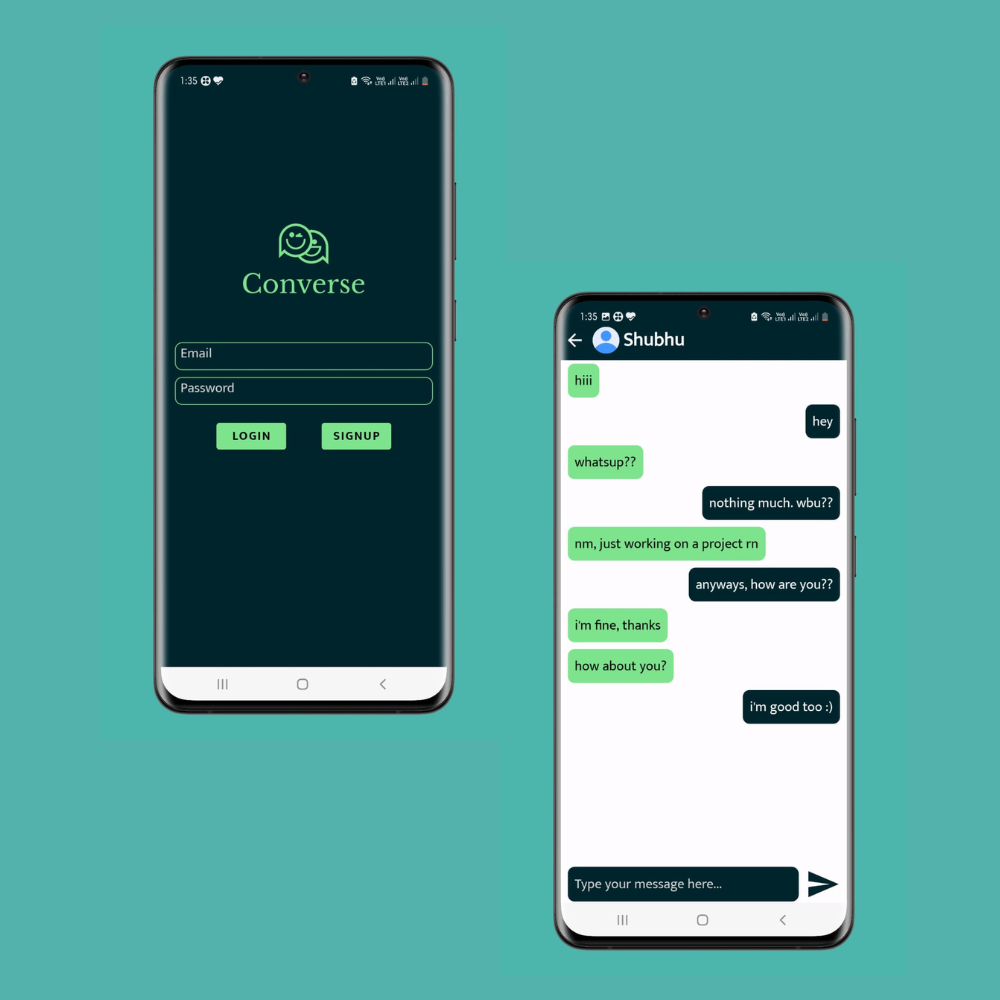 1:35
Converse
Email
Password
LOGIN
SIGNUP
1:35
Shubhu
hiii
hey
whatsup??
nothing much. wbu??
nm, just working on a project rn
anyways, how are you??
i'm fine, thanks
how about you?
i'm good too :)
Type your message here...